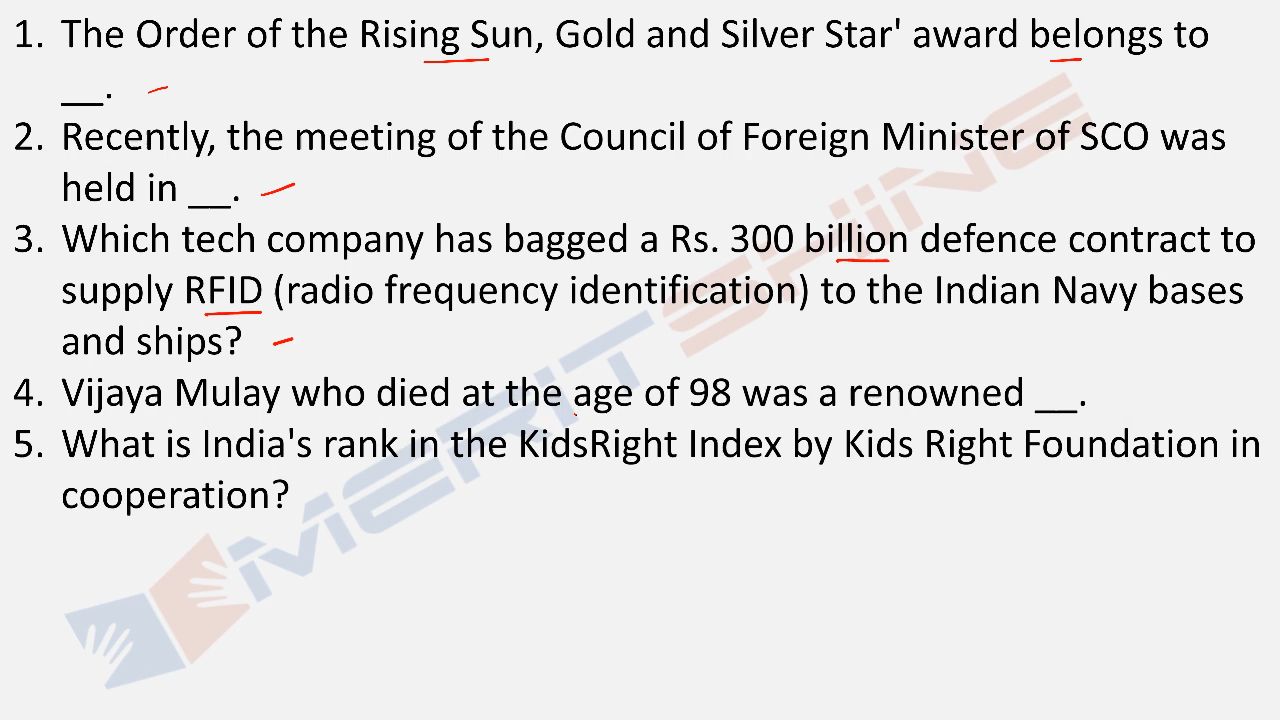 1. The Order of the Rising Sun, Gold and Silver Star' award belongs to
__.
2. Recently, the meeting of the Council of Foreign Minister of SCO was
held in __.
3. Which tech company has bagged a Rs. 300 billion defence contract to
supply RFID (radio frequency identification) to the Indian Navy bases
and ships?
4. Vijaya Mulay who died at the age of 98 was a renowned __.
5. What is India's rank in the KidsRight Index by Kids Right Foundation in
cooperation?
MERITSHINE